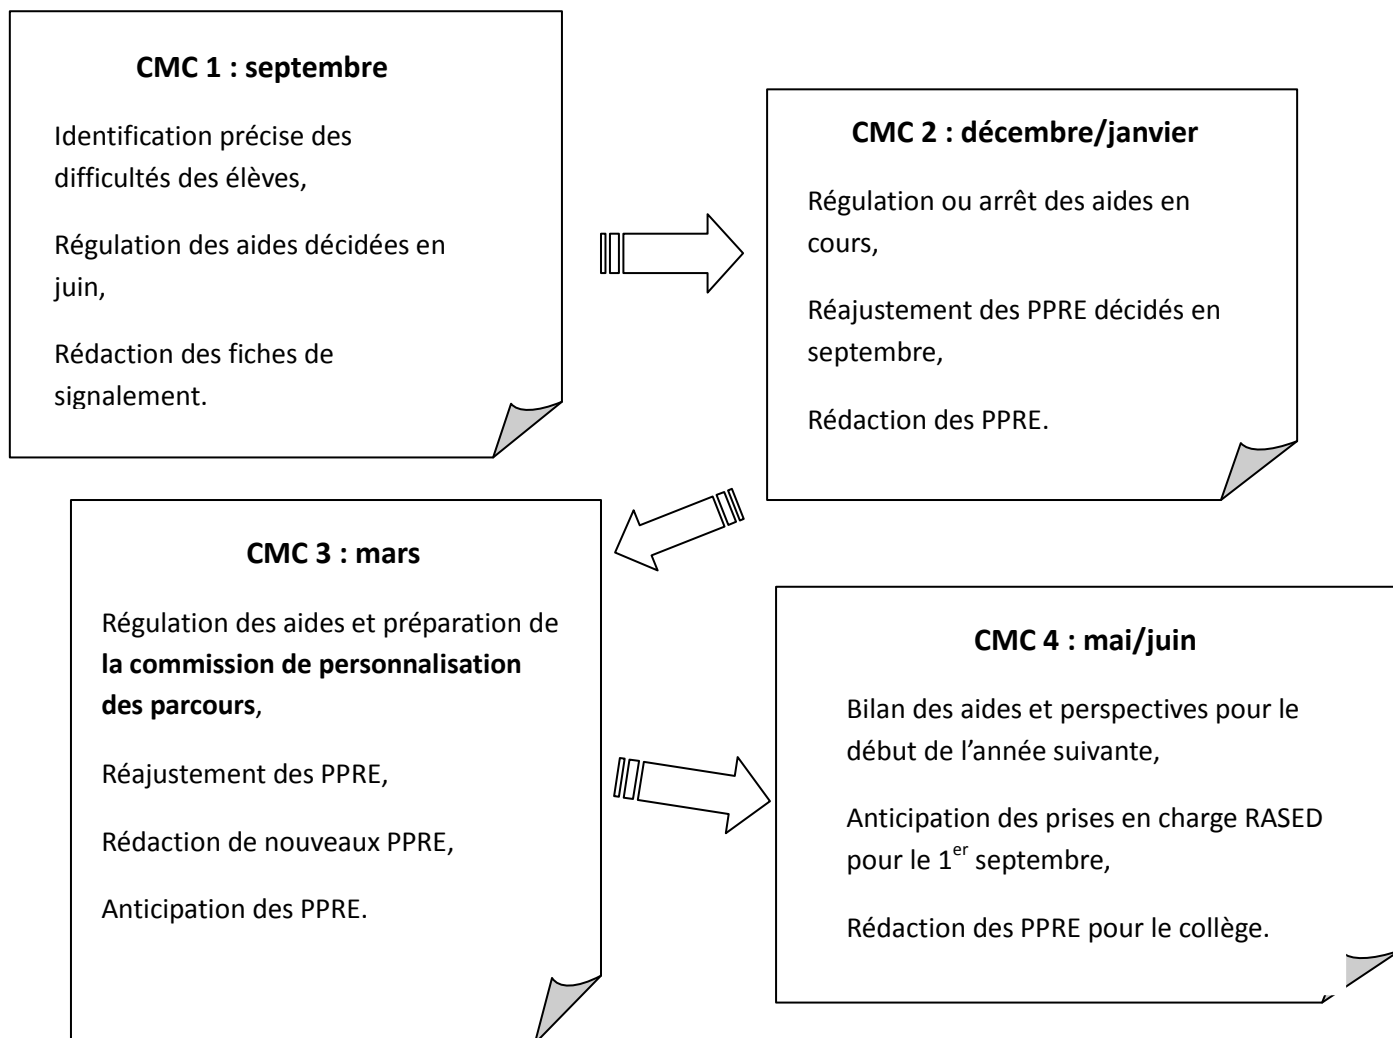 CMC 1 : septembre
Identification précise des
difficultés des élèves,
Régulation des aides décidées en
juin,
Rédaction des fiches de
signalement.
CMC 2 : décembre/janvier
Régulation ou arrêt des aides en
cours,
Réajustement des PPRE décidés en
septembre,
Rédaction des PPRE.
CMC 3 : mars
Régulation des aides et préparation de
la commission de personnalisation
des parcours,
Réajustement des PPRE,
Rédaction de nouveaux PPRE,
Anticipation des PPRE.
CMC 4 : mai/juin
Bilan des aides et perspectives pour le
début de l’année suivante,
Anticipation des prises en charge RASED
pour le 1er septembre,
Rédaction des PPRE pour le collège.